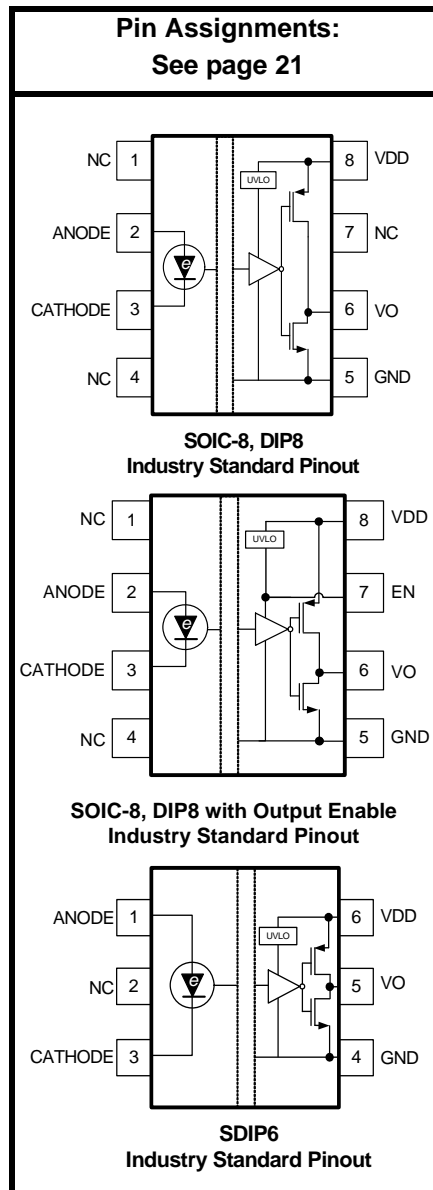 Pin Assignments:
See page 21
NC 1
8 VDD
UVLO
ANODE 2
7 NC
e
CATHODE 3
6 VO
NC 4
5 GND
SOIC-8, DIP8
Industry Standard Pinout
NC 1
8 VDD
UVLO
ANODE 2
7 EN
e
CATHODE 3
6 VO
NC 4
5 GND
SOIC-8, DIP8 with Output Enable
Industry Standard Pinout
ANODE 1
6 VDD
UVLO
NC 2
e
5 VO
CATHODE 3
4 GND
SDIP6
Industry Standard Pinout